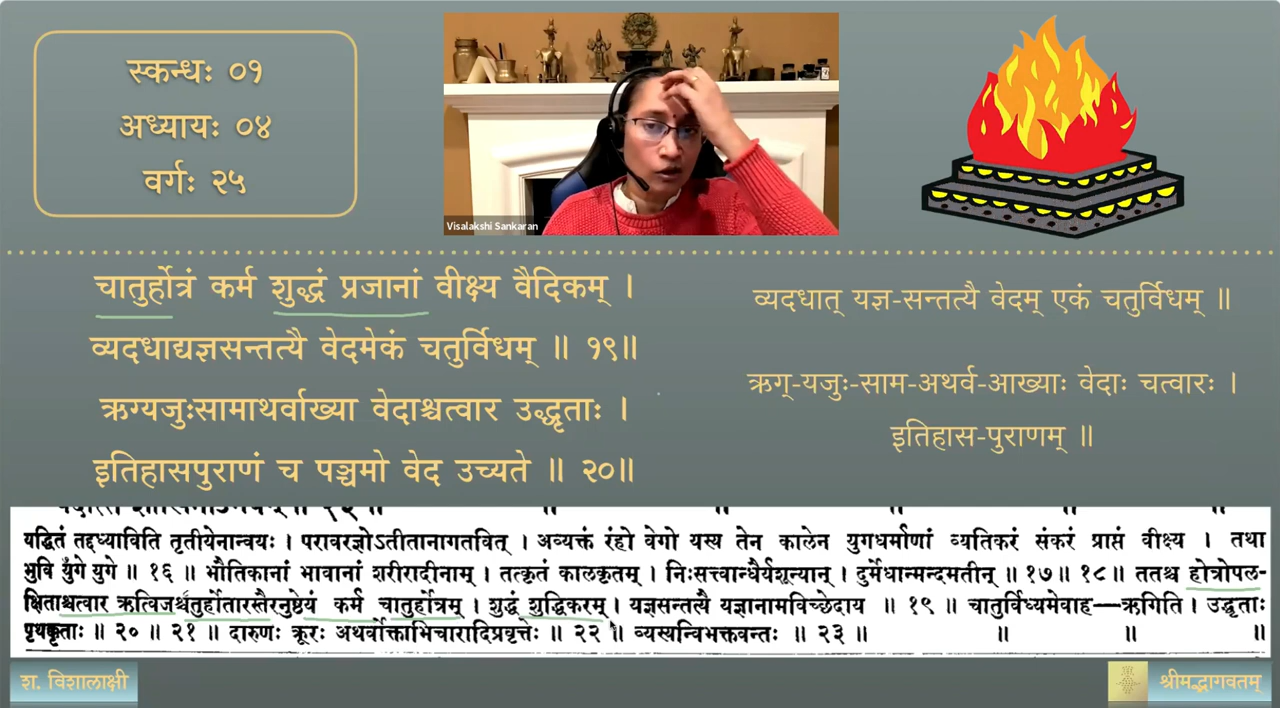 स्कन्धः ०१
अध्यायः ०४
वर्गः २५
Visalakshi Sankaran
चातुर्होत्रं कर्म शुद्धं प्रजानां वीक्ष्य वैदिकम् ।
व्यदधाद्यज्ञसन्तत्यै वेदमेकं चतुर्विधम् ॥ १९॥
ऋग्यजुःसामाथर्वाख्या वेदाश्चत्वार उद्धृताः ।
इतिहासपुराणं च पञ्चमो वेद उच्यते ॥ २०॥
व्यदधात् यज्ञ-सन्तत्यै वेदम् एकं चतुर्विधम् ॥
ऋग्-यजुः-साम-अथर्व-आख्याः वेदाः चत्वारः ।
इतिहास-पुराणम् ॥
यद्धितं तद्दध्याविति तृतीयेनान्वयः । परावरज्ञोऽतीतानागतवित् । अव्यक्तं रंहो वेगो यस्य तेन कालेन युगधर्माणां व्यतिकरं संकरं प्राप्तं वीक्ष्य । तथा
भुवि युगे युगे ॥ १६ ॥ भौतिकानां भावानां शरीरादीनाम् । तत्कृतं कालकृतम् । निःसत्त्वान्धैर्यशून्यान् । दुर्मेधान्मन्दमतीन् ॥ १७॥ १८॥ ततश्च होत्रोपल-
क्षिताश्चत्वार ऋत्विजश्चतुर्होतारस्तैरनुष्ठेयं कर्म चातुर्होत्रम् । शुद्धं शुद्धिकरम् । यज्ञसन्तत्यै यज्ञानामविच्छेदाय ॥ १९ ॥ चातुर्विध्यमेवाह—ऋगिति । उद्धृताः
पृथक्कृताः ॥ २० ॥ २१ ॥ दारुणः क्रूरः अथर्वोक्ताभिचारादिप्रवृत्तेः ॥ २२ ॥ व्यस्यन्विभक्तवन्तः ॥ २३ ॥ ॥ ॥ ॥
श. विशालाक्षी
श्रीमद्भागवतम्